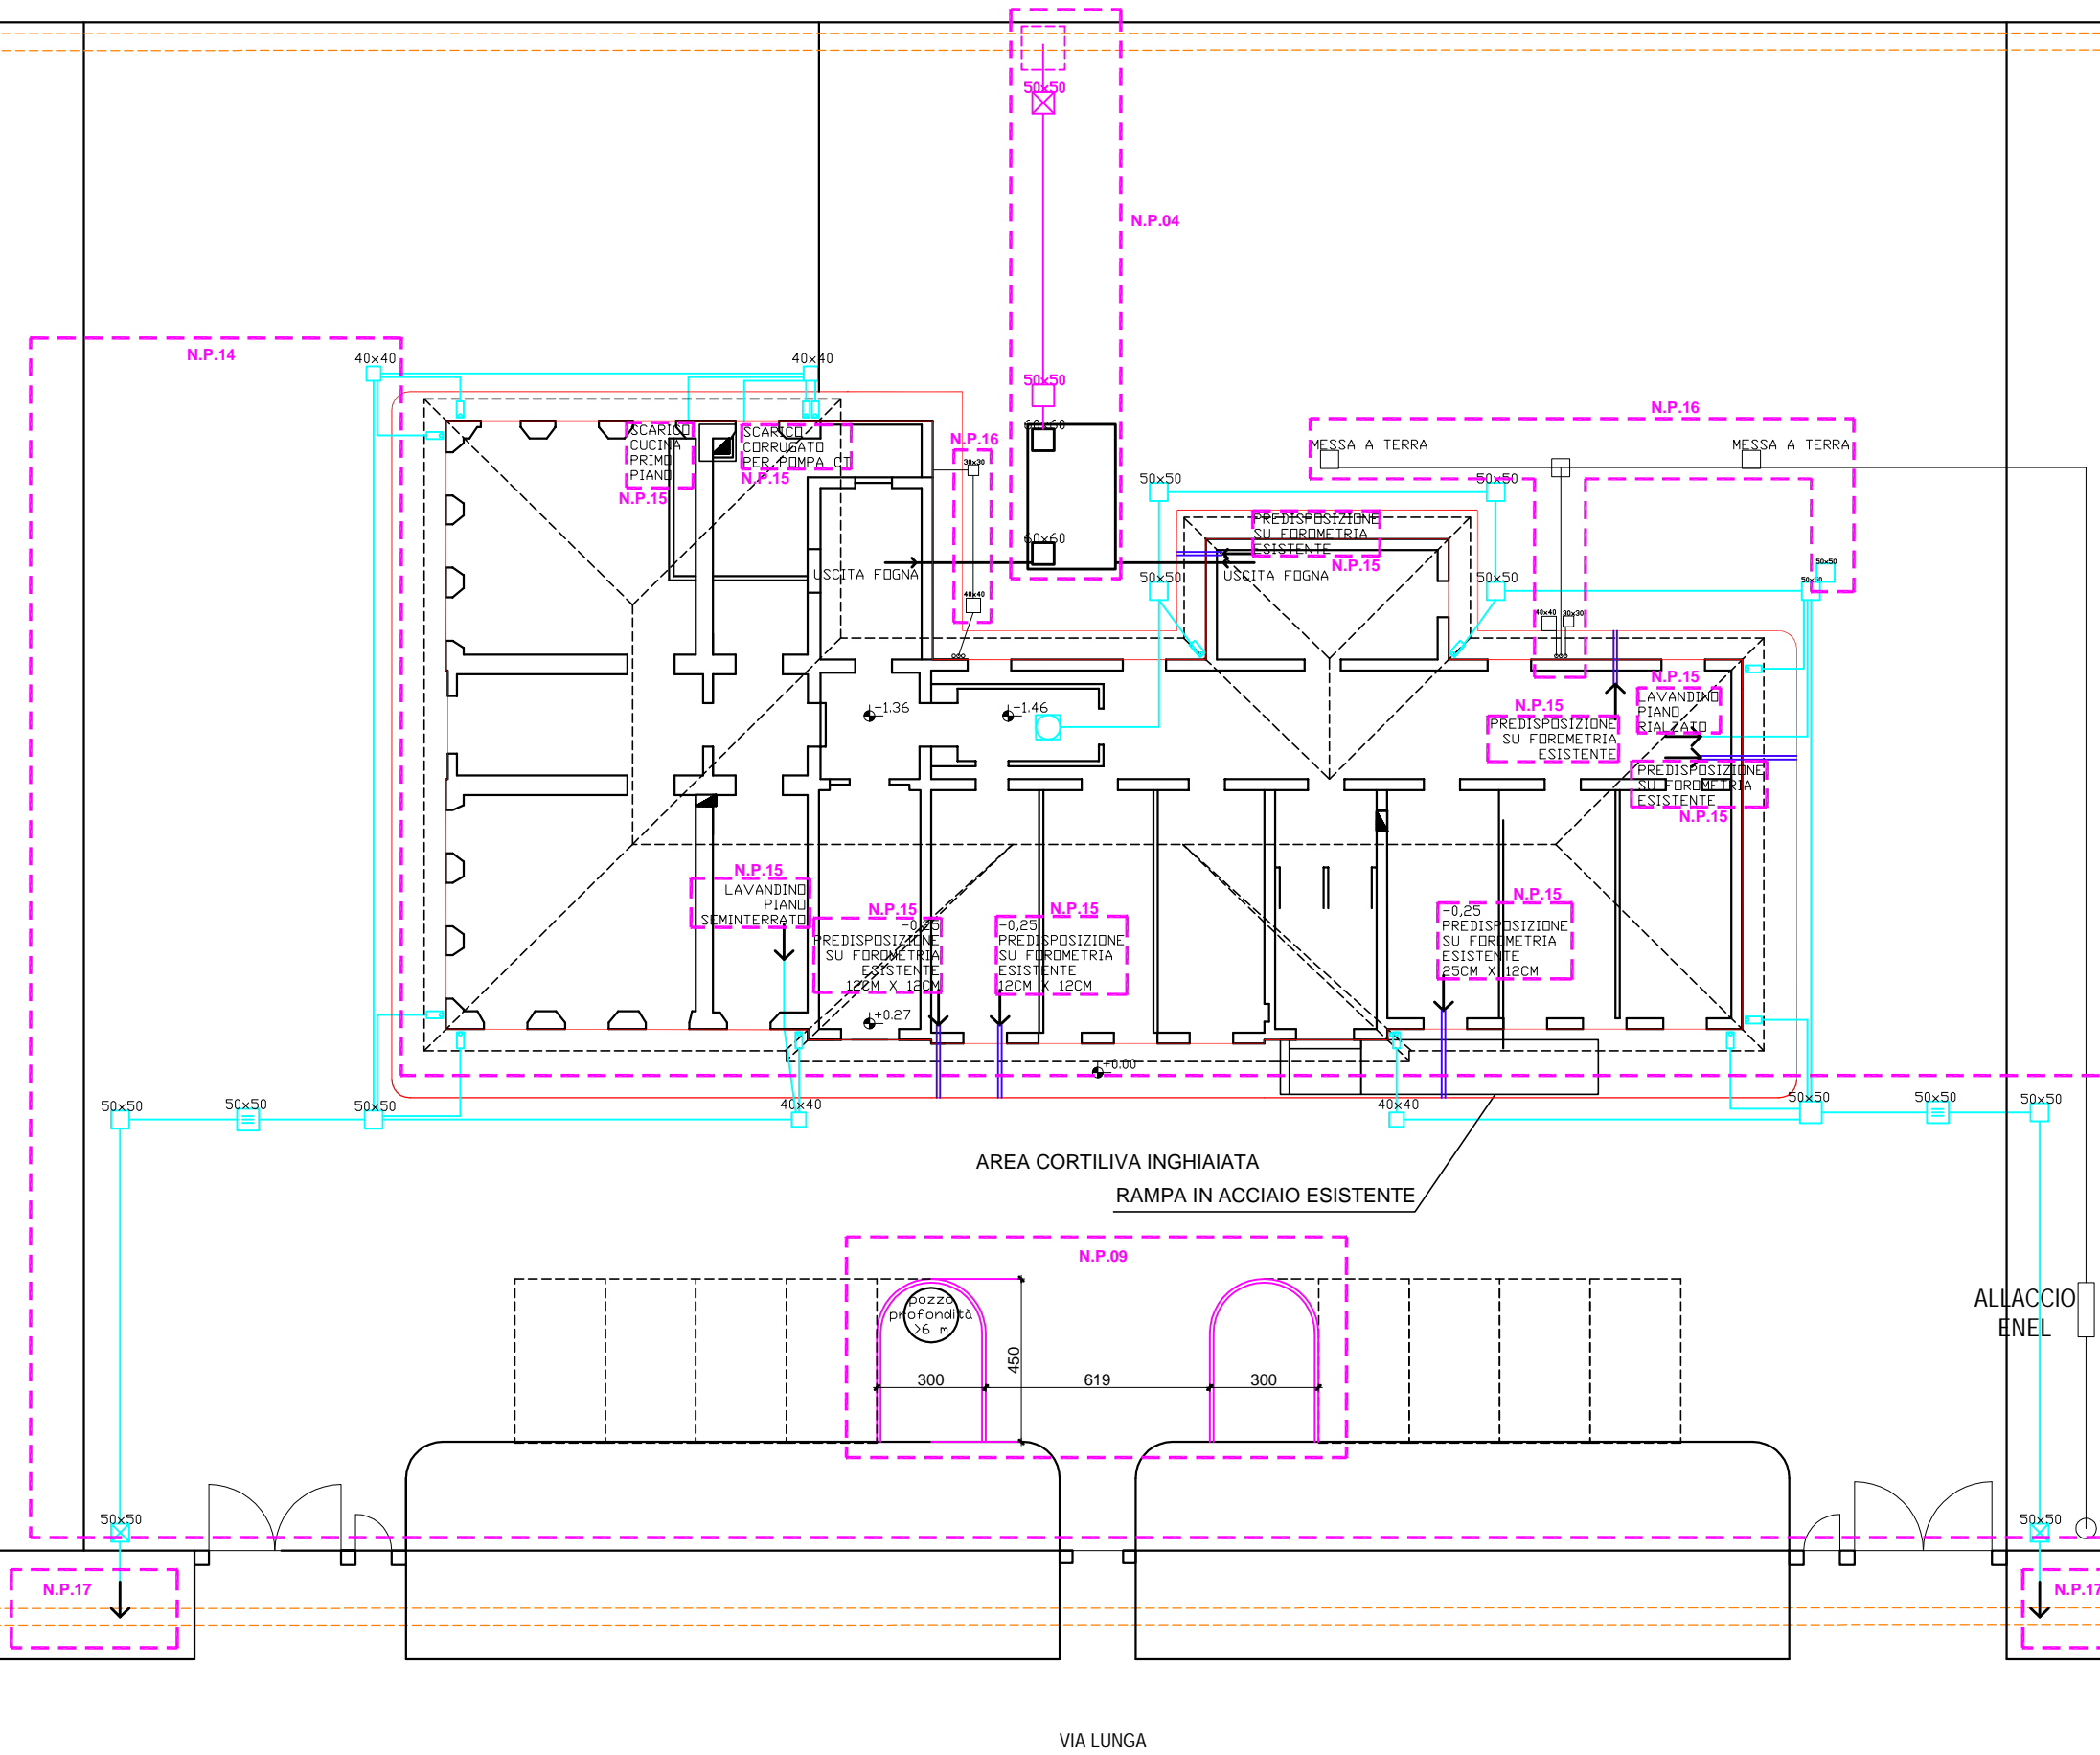 50x50
N.P.04
N.P.14
40x40
40x40
50x50
N.P.16
MESSA A TERRA
MESSA A TERRA
60x60
SCARICO
CUCINA
PRIMO
PIANO
N.P.15
SCARICO
CORRUGATO
PER POMPA CT
N.P.15
N.P.16
30x30
50x50
50x50
60x60
PREDISPOSIZIONE
SU FOROMETRIA
ESISTENTE
N.P.15
USCITA FOGNA
USCITA FOGNA
50x50
50x50
50x50
50x50
40x40
40x40
30x30
-1.36
-1.46
N.P.15
LAVANDINO
PIANO
RIALZATO
N.P.15
PREDISPOSIZIONE
SU FOROMETRIA
ESISTENTE
PREDISPOSIZIONE
SU FOROMETRIA
ESISTENTE
N.P.15
N.P.15
LAVANDINO
PIANO
SEMINTERRATO
N.P.15
-0,25
PREDISPOSIZIONE
SU FOROMETRIA
ESISTENTE
12CM X 12CM
N.P.15
-0,25
PREDISPOSIZIONE
SU FOROMETRIA
ESISTENTE
12CM X 12CM
N.P.15
-0,25
PREDISPOSIZIONE
SU FOROMETRIA
ESISTENTE
25CM X 12CM
+0.27
+0.00
50x50
50x50
50x50
40x40
40x40
50x50
50x50
50x50
AREA CORTILIVA INGHIAIATA
RAMPA IN ACCIAIO ESISTENTE
N.P.09
pozzo
profondità
>6 m
450
300
619
300
ALLACCIO
ENEL
50x50
50x50
N.P.17
N.P.17
VIA LUNGA